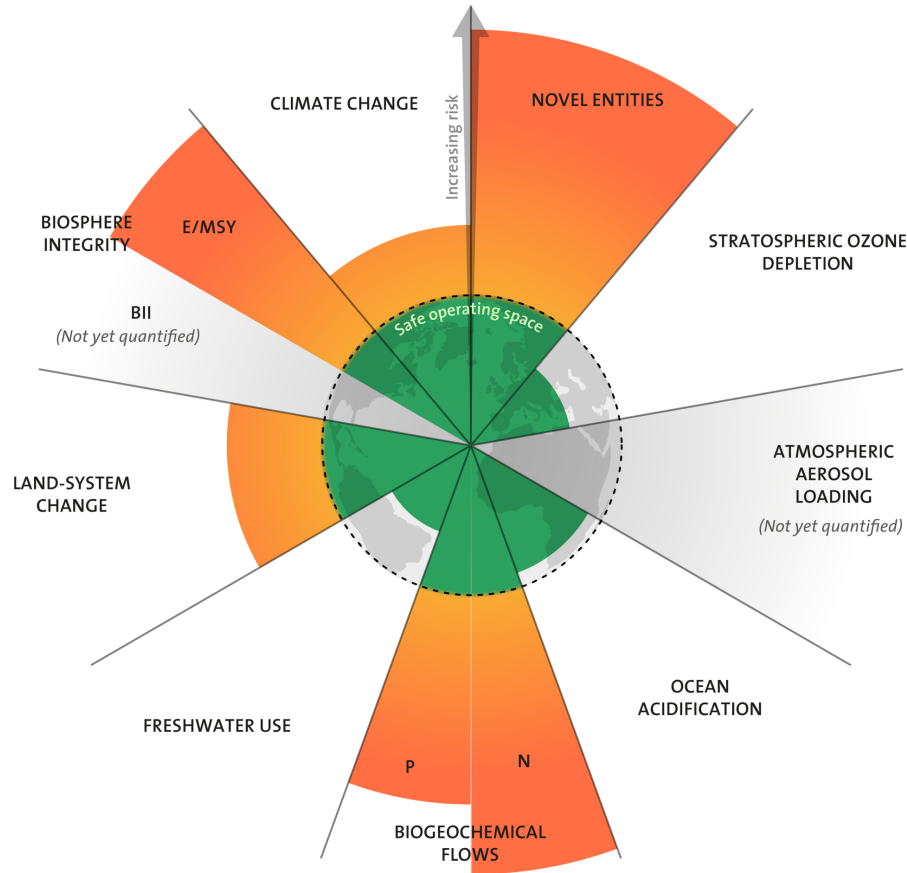 CLIMATE CHANGE
Increasing risk
NOVEL ENTITIES
BIOSPHERE
INTEGRITY
E/MSY
STRATOSPHERIC OZONE
DEPLETION
BII
(Not yet quantified)
Safe operating space
LAND-SYSTEM
CHANGE
ATMOSPHERIC
AEROSOL
LOADING
(Not yet quantified)
FRESHWATER USE
OCEAN
ACIDIFICATION
P
N
BIOGEOCHEMICAL
FLOWS